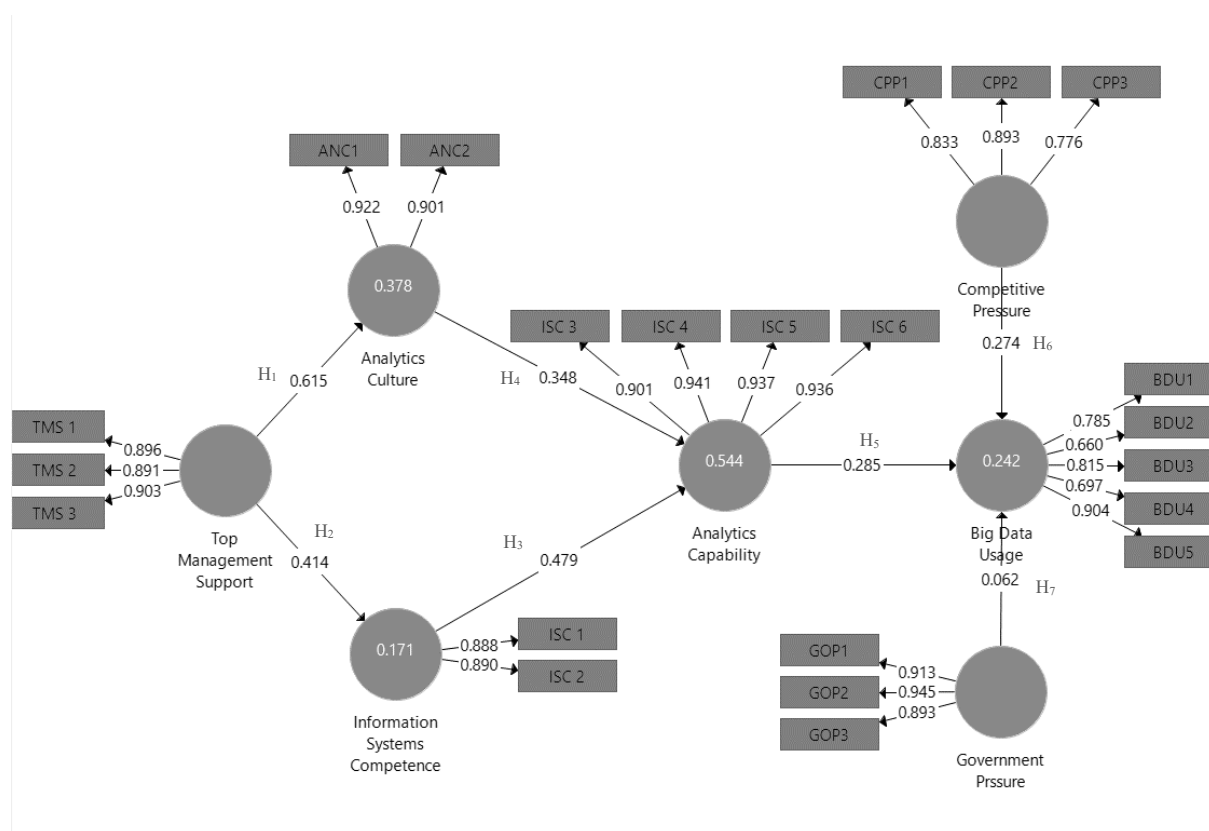 CPP1 CPP2 CPP3
0.833 0.893 0.776
ANC1 ANC2
0.922 0.901
0.378
Analytics
Culture
Competitive
Pressure
ISC 3 ISC 4 ISC 5 ISC 6
0.901 0.941 0.937 0.936
H₁ 0.615
H₄ 0.348
0.274 H₆
TMS 1
TMS 2
TMS 3
0.896
0.891
0.903
Top
Management
Support
H₂
0.414
H₃
0.479
0.544
Analytics
Capability
H₅
0.285
0.242
Big Data
Usage
0.785
0.660
0.815
0.697
0.904
BDU1
BDU2
BDU3
BDU4
BDU5
0.062 H₇
0.171
Information
Systems
Competence
0.888
0.890
ISC 1
ISC 2
GOP1
GOP2
GOP3
0.913
0.945
0.893
Government
Prssure